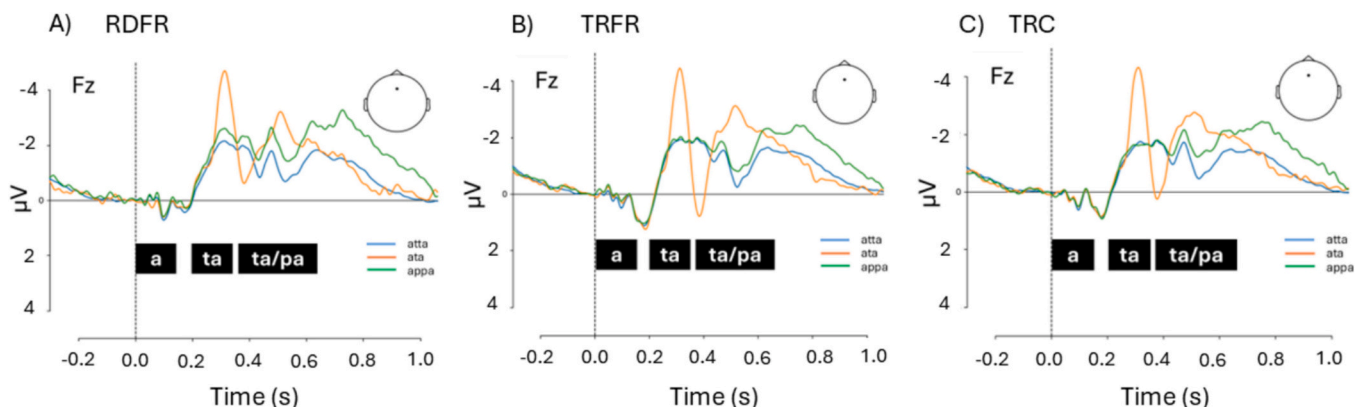 A) RDFR
Fz
-4
-2
0
2
4
µV
a
ta
ta/pa
atta
ata
appa
-0.2 0.0 0.2 0.4 0.6 0.8 1.0
Time (s)
B) TRFR
Fz
-4
-2
0
2
4
µV
a
ta
ta/pa
atta
ata
appa
-0.2 0.0 0.2 0.4 0.6 0.8 1.0
Time (s)
C) TRC
Fz
-4
-2
0
2
4
µV
a
ta
ta/pa
atta
ata
appa
-0.2 0.0 0.2 0.4 0.6 0.8 1.0
Time (s)